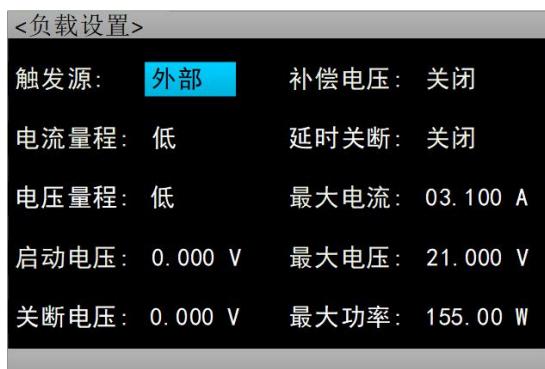 <负载设置>
触发源: 外部 补偿电压: 关闭
电流量程: 低 延时关断: 关闭
电压量程: 低 最大电流: 03.100 A
启动电压: 0.000 V 最大电压: 21.000 V
关断电压: 0.000 V 最大功率: 155.00 W